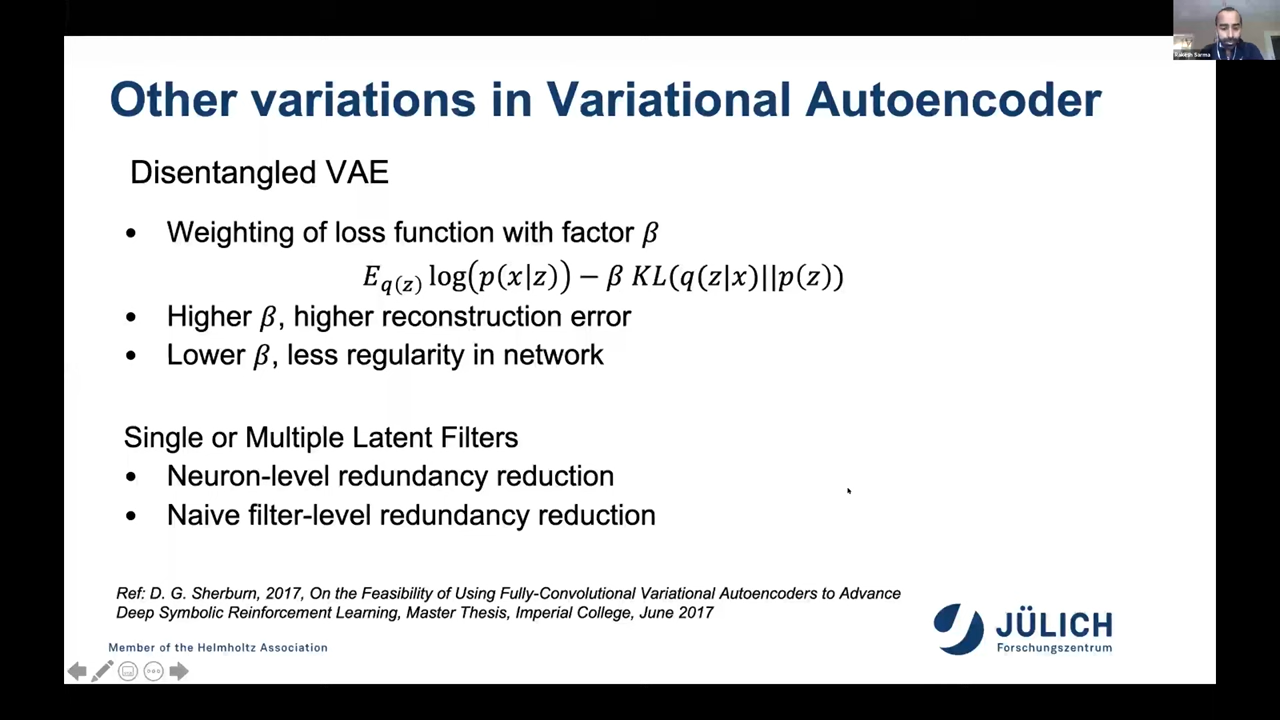 Rakesh Sarma
Other variations in Variational Autoencoder
Disentangled VAE
• Weighting of loss function with factor β
E_{q(z)} log(p(x|z)) − β KL(q(z|x)||p(z))
• Higher β, higher reconstruction error
• Lower β, less regularity in network
Single or Multiple Latent Filters
• Neuron-level redundancy reduction
• Naive filter-level redundancy reduction
Ref: D. G. Sherburn, 2017, On the Feasibility of Using Fully-Convolutional Variational Autoencoders to Advance
Deep Symbolic Reinforcement Learning, Master Thesis, Imperial College, June 2017
JÜLICH
Forschungszentrum
Member of the Helmholtz Association